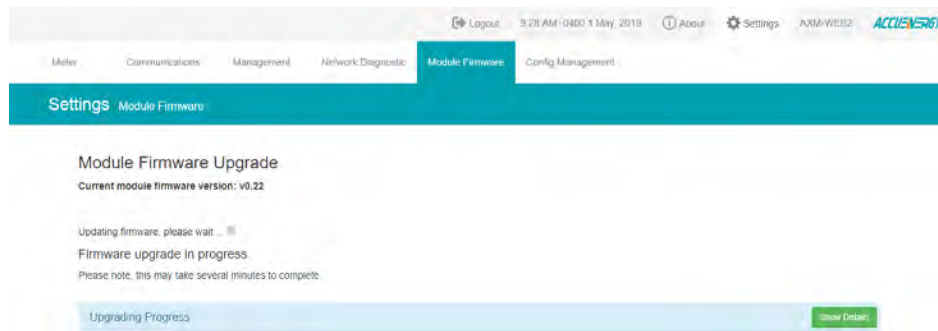 Logout 9:28 AM -0400 1 May, 2019 About Settings AXM-WEB2 ACCUENERGY
Meter Communications Management Network Diagnostic Module Firmware Config Management
Settings Module Firmware
Module Firmware Upgrade
Current module firmware version: v0.22
Updating firmware, please wait ...
Firmware upgrade in progress
Please note, this may take several minutes to complete
Upgrading Progress Show Details